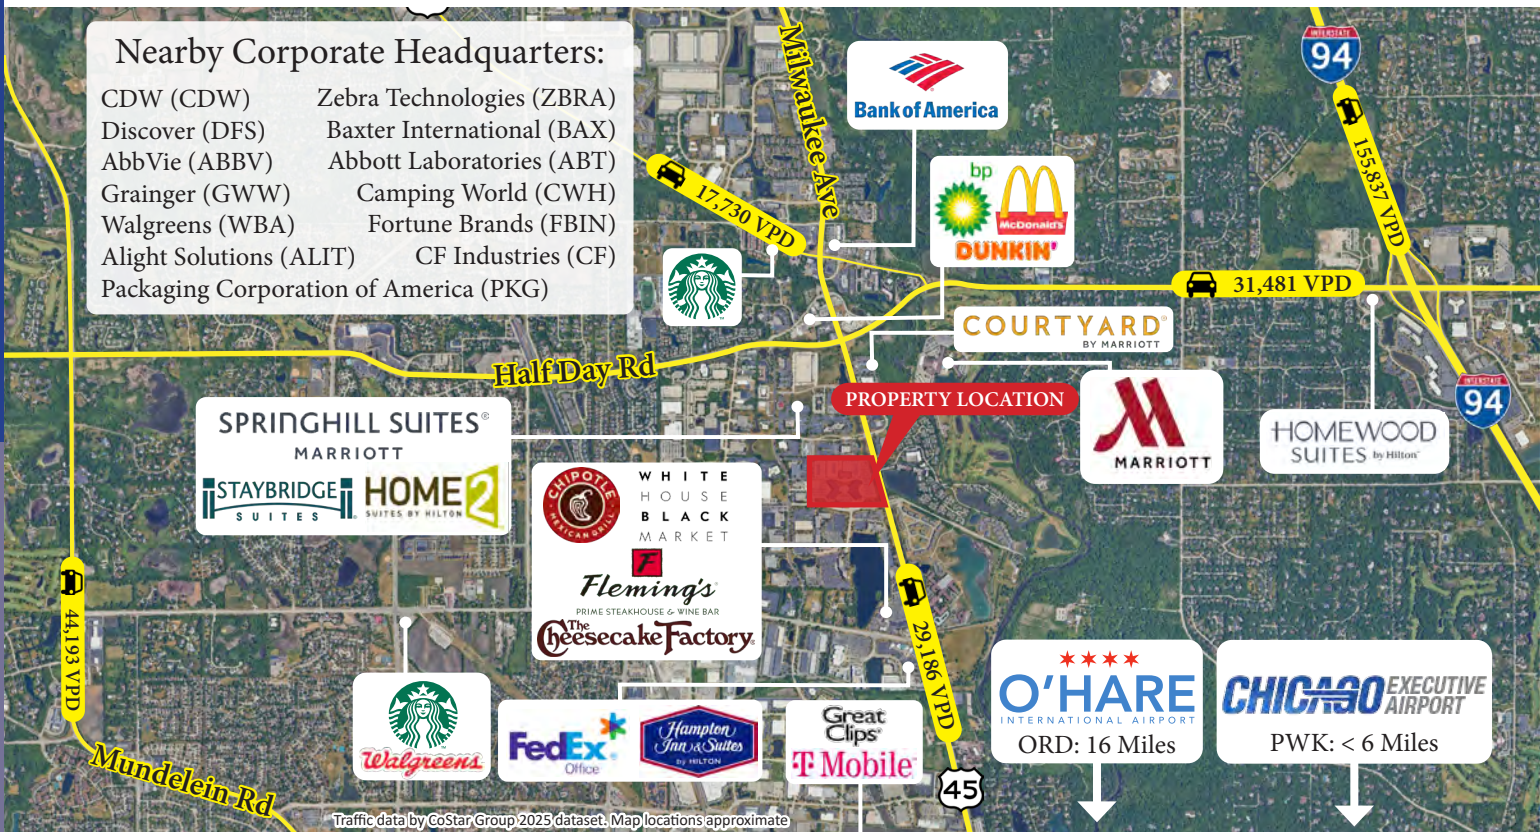 Nearby Corporate Headquarters:
CDW (CDW) Zebra Technologies (ZBRA)
Discover (DFS) Baxter International (BAX)
AbbVie (ABBV) Abbott Laboratories (ABT)
Grainger (GWW) Camping World (CWH)
Walgreens (WBA) Fortune Brands (FBIN)
Alight Solutions (ALIT) CF Industries (CF)
Packaging Corporation of America (PKG)
Milwaukee Ave
Bank of America
INTERSTATE
94
155,837 VPD
17,730 VPD
bp
McDonald's
DUNKIN'
31,481 VPD
COURTYARD®
BY MARRIOTT
Half Day Rd
PROPERTY LOCATION
MARRIOTT
INTERSTATE
94
HOMEWOOD
SUITES by Hilton™
SPRINGHILL SUITES®
MARRIOTT
STAYBRIDGE
SUITES
HOME 2
SUITES BY HILTON
CHIPOTLE
MEXICAN GRILL
WHITE
HOUSE
BLACK
MARKET
F
Fleming's
PRIME STEAKHOUSE & WINE BAR
The
Cheesecake Factory
44,193 VPD
29,186 VPD
Walgreens
FedEx
Office
Hampton
Inn & Suites
by HILTON
Great
Clips®
T Mobile
O'HARE
INTERNATIONAL AIRPORT
ORD: 16 Miles
CHICAGO EXECUTIVE
AIRPORT
PWK: < 6 Miles
45
Mundelein Rd
Traffic data by CoStar Group 2025 dataset. Map locations approximate